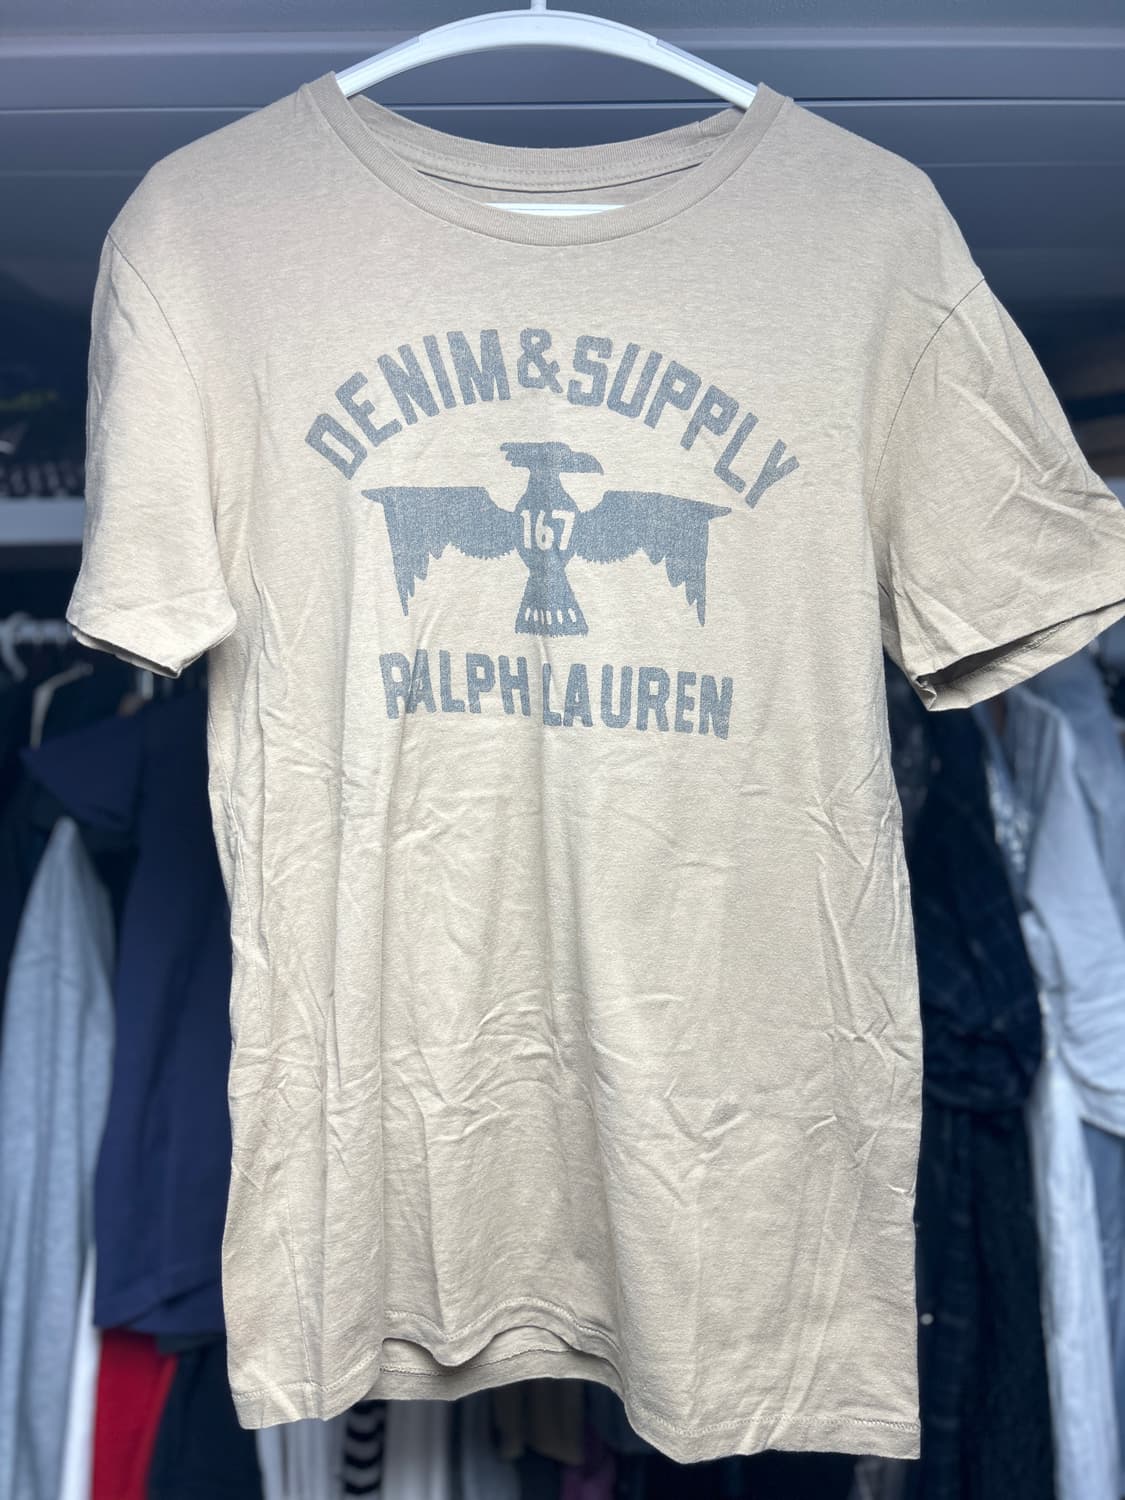 DENIM & SUPPLY
167
RALPH LAUREN